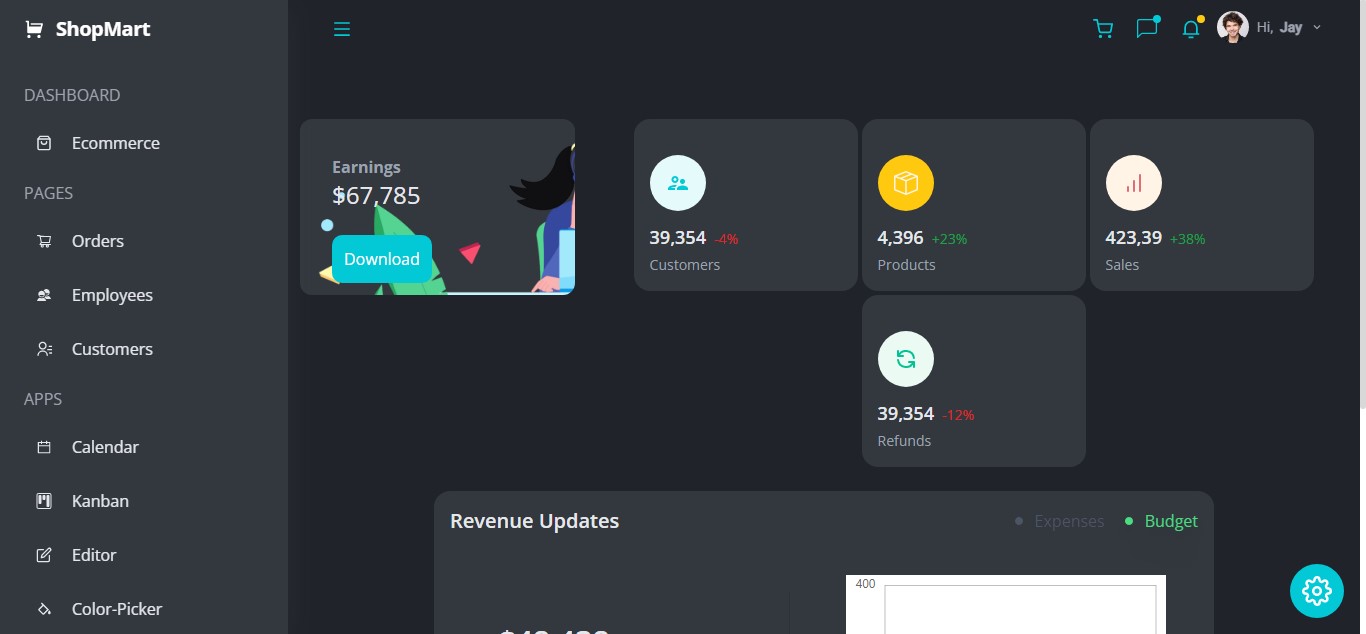 ShopMart
Hi, Jay
DASHBOARD
Ecommerce
PAGES
Orders
Employees
Customers
APPS
Calendar
Kanban
Editor
Color-Picker
Earnings
$67,785
Download
39,354 -4%
Customers
4,396 +23%
Products
423,39 +38%
Sales
39,354 -12%
Refunds
Revenue Updates
Expenses
Budget
400